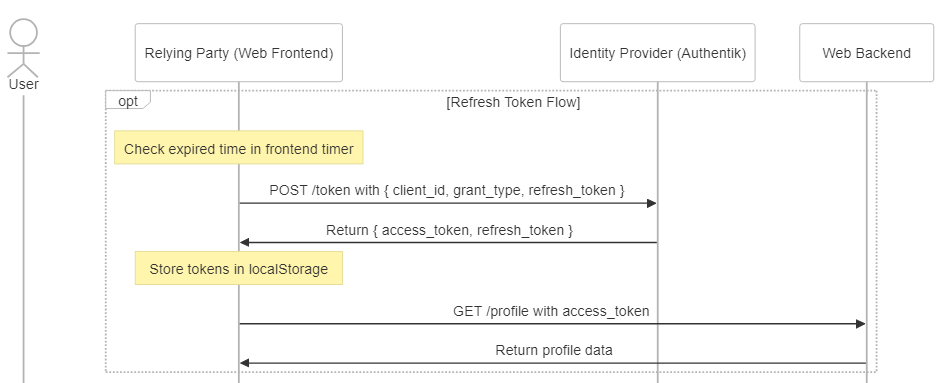 User
Relying Party (Web Frontend)
Identity Provider (Authentik)
Web Backend
opt
[Refresh Token Flow]
Check expired time in frontend timer
POST /token with { client_id, grant_type, refresh_token }
Return { access_token, refresh_token }
Store tokens in localStorage
GET /profile with access_token
Return profile data